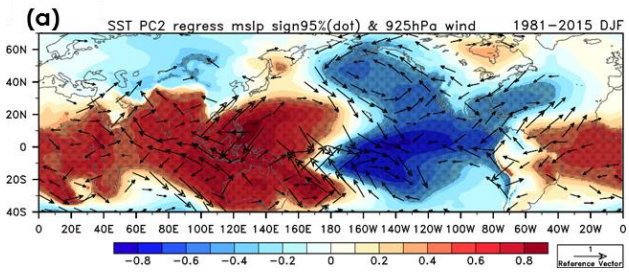 (a)
SST PC2 regress mslp sign95%(dot) & 925hPa wind 1981-2015 DJF
60N
40N
20N
0
20S
40S
0 20E 40E 60E 80E 100E 120E 140E 160E 180 160W 140W 120W 100W 80W 60W 40W 20W 0
-0.8 -0.6 -0.4 -0.2 0 0.2 0.4 0.6 0.8
1
Reference Vector